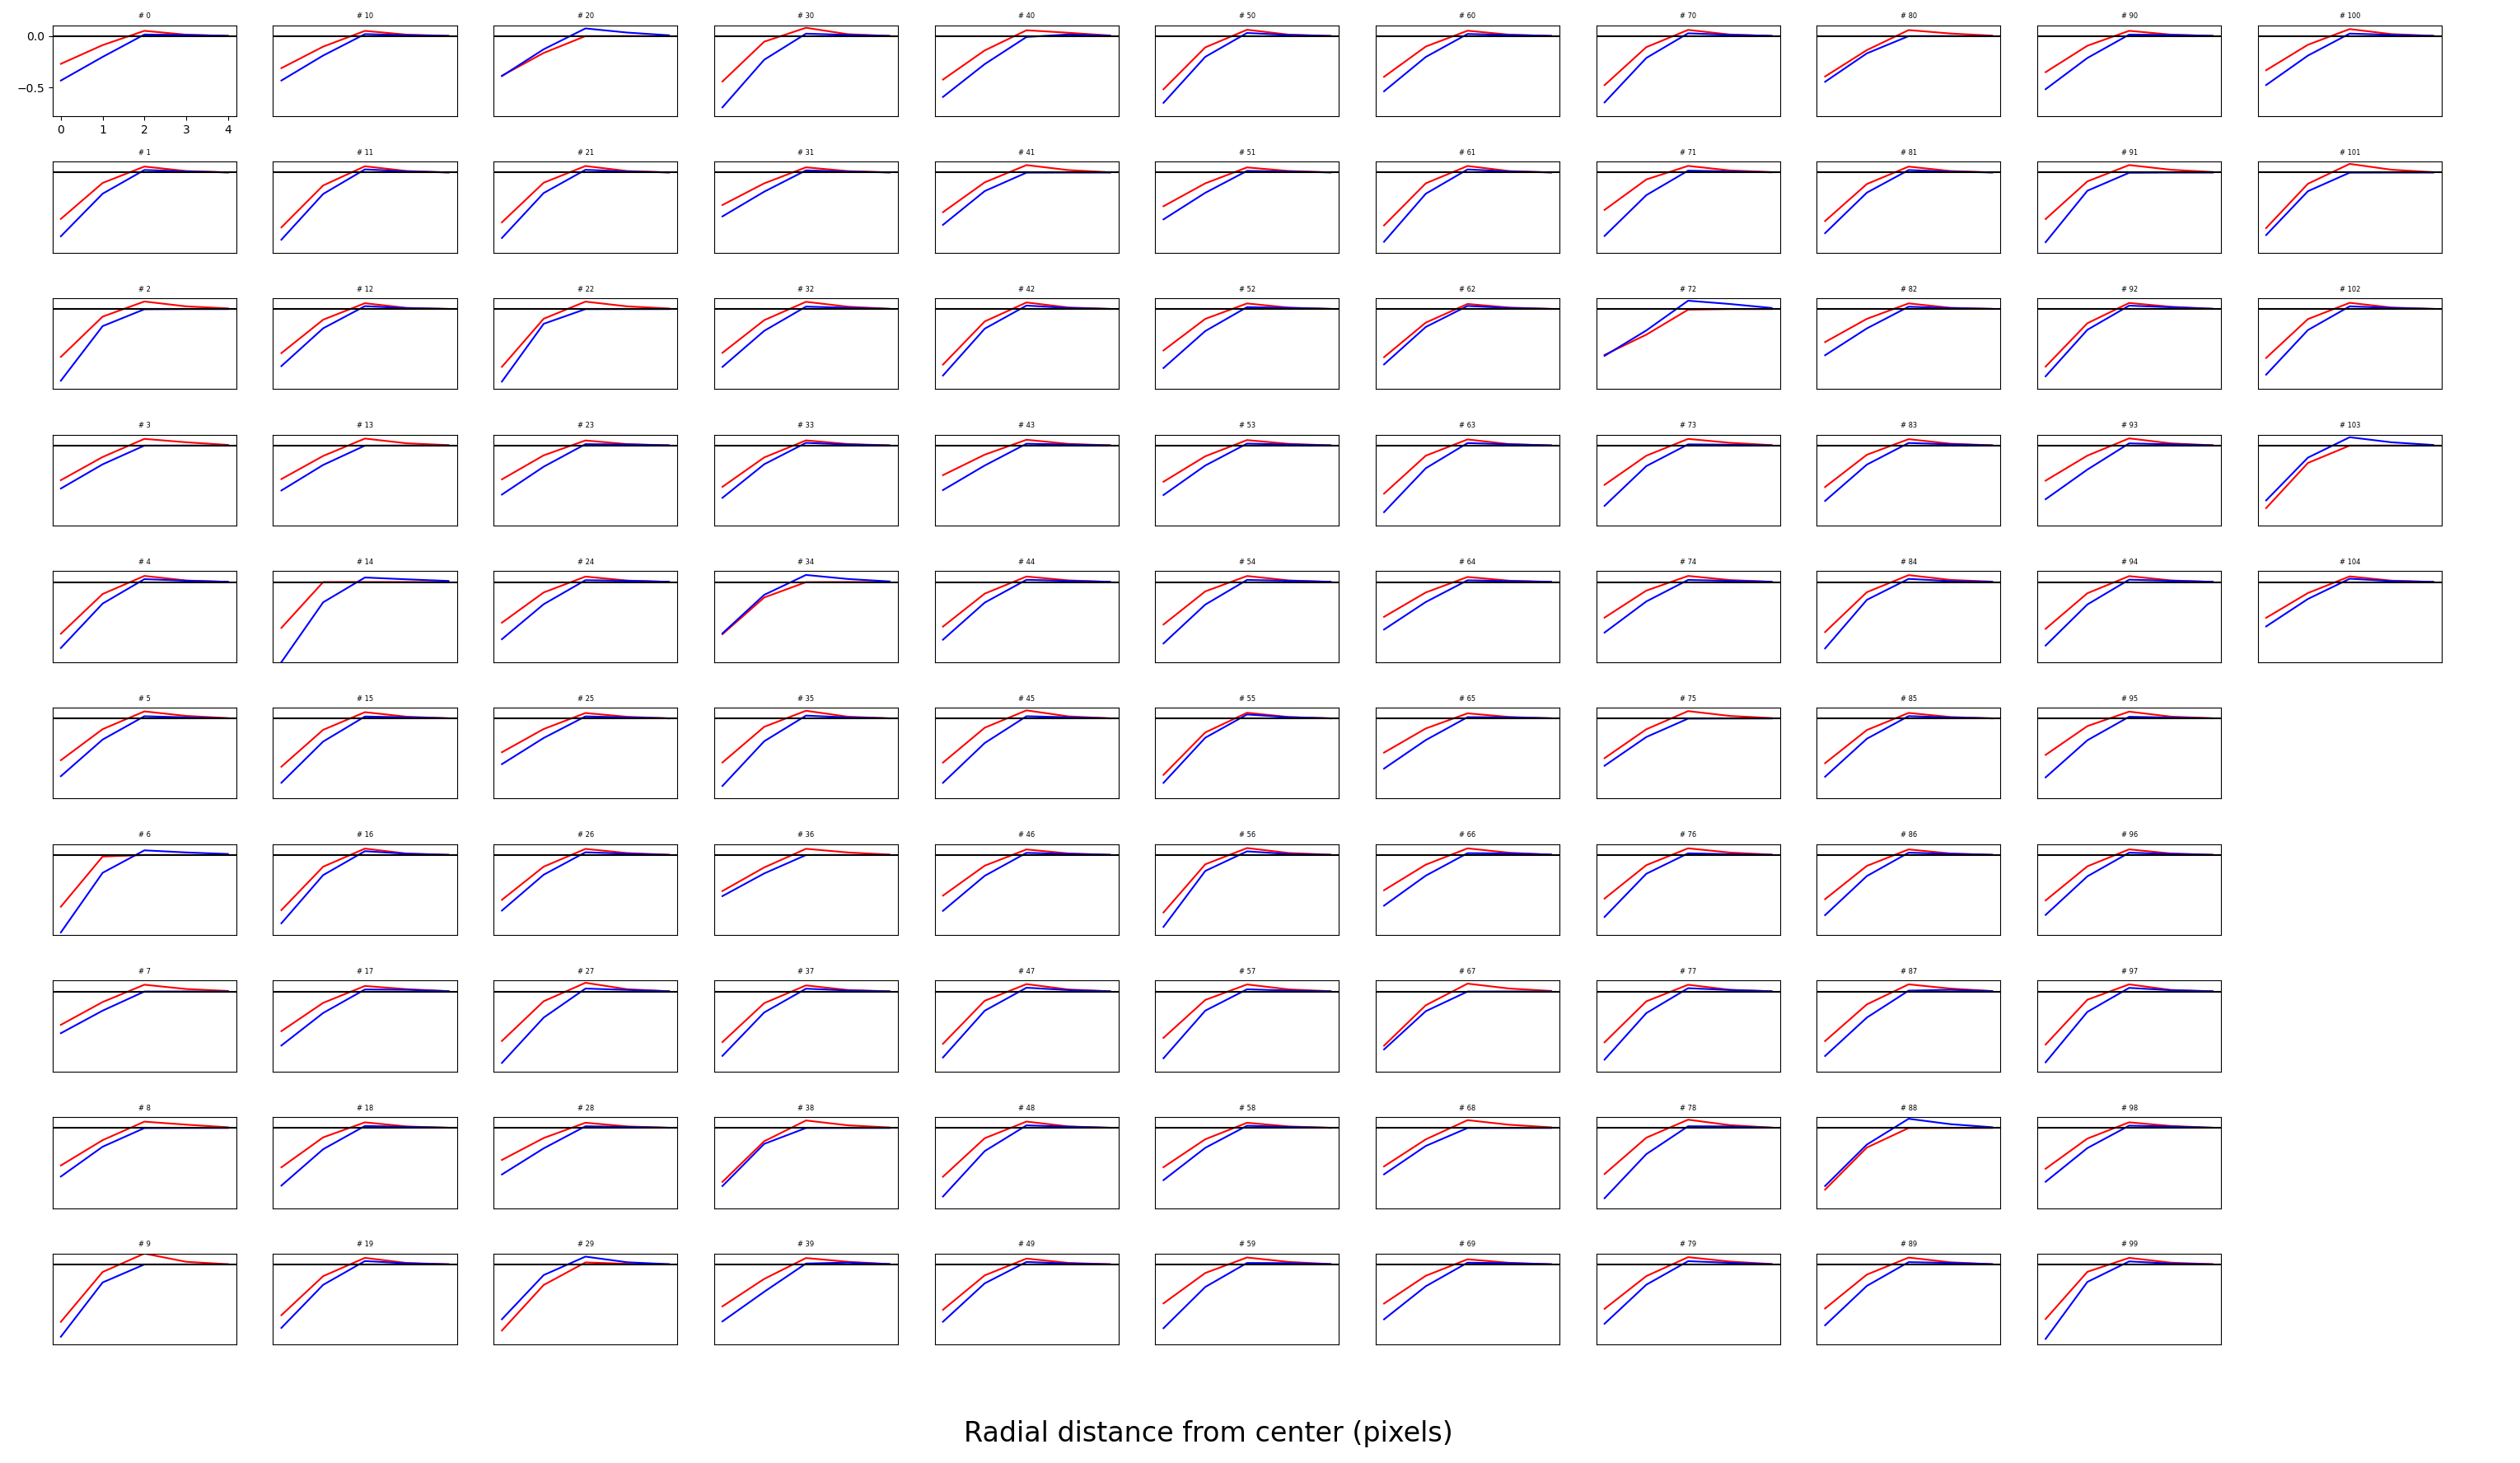 # 0 # 10 # 20 # 30 # 40 # 50 # 60 # 70 # 80 # 90 # 100
0.0
−0.5
0 1 2 3 4
# 1 # 11 # 21 # 31 # 41 # 51 # 61 # 71 # 81 # 91 # 101
# 2 # 12 # 22 # 32 # 42 # 52 # 62 # 72 # 82 # 92 # 102
# 3 # 13 # 23 # 33 # 43 # 53 # 63 # 73 # 83 # 93 # 103
# 4 # 14 # 24 # 34 # 44 # 54 # 64 # 74 # 84 # 94 # 104
# 5 # 15 # 25 # 35 # 45 # 55 # 65 # 75 # 85 # 95
# 6 # 16 # 26 # 36 # 46 # 56 # 66 # 76 # 86 # 96
# 7 # 17 # 27 # 37 # 47 # 57 # 67 # 77 # 87 # 97
# 8 # 18 # 28 # 38 # 48 # 58 # 68 # 78 # 88 # 98
# 9 # 19 # 29 # 39 # 49 # 59 # 69 # 79 # 89 # 99
Radial distance from center (pixels)